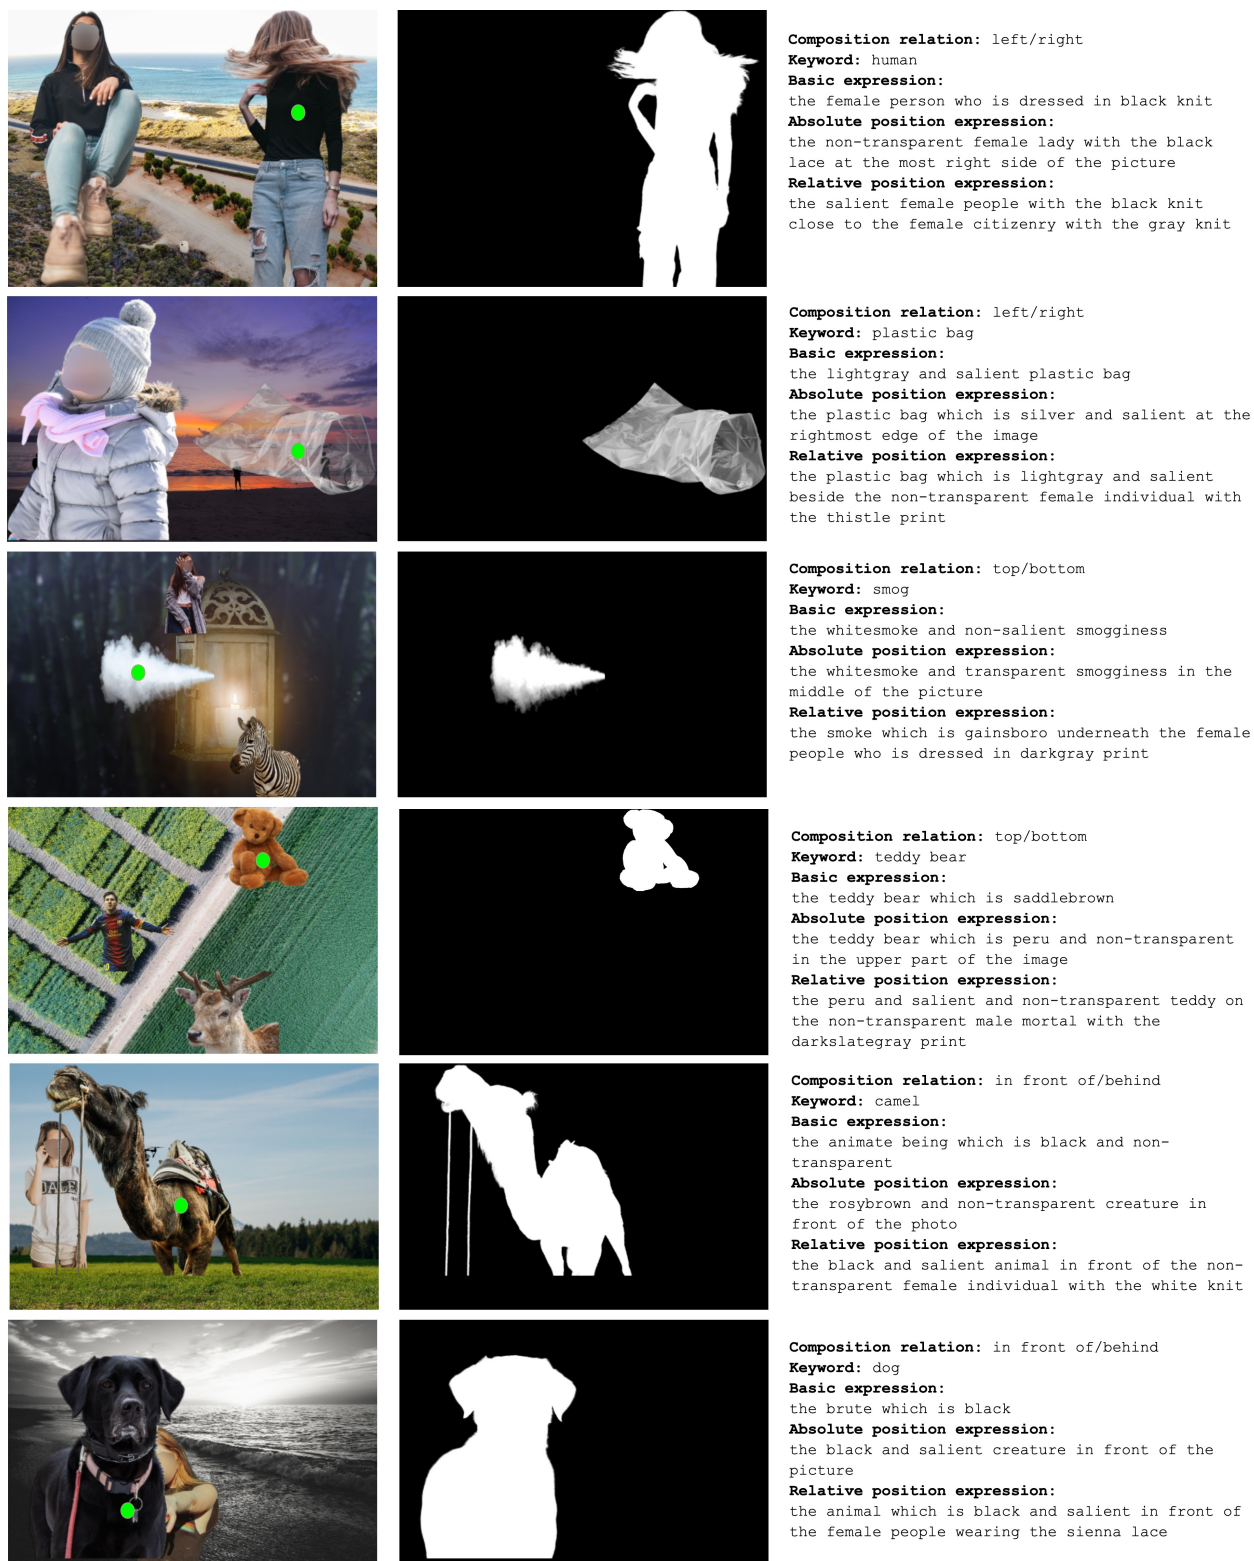 Composition relation: left/right
Keyword: human
Basic expression:
the female person who is dressed in black knit
Absolute position expression:
the non-transparent female lady with the black
lace at the most right side of the picture
Relative position expression:
the salient female people with the black knit
close to the female citizenry with the gray knit
Composition relation: left/right
Keyword: plastic bag
Basic expression:
the lightgray and salient plastic bag
Absolute position expression:
the plastic bag which is silver and salient at the
rightmost edge of the image
Relative position expression:
the plastic bag which is lightgray and salient
beside the non-transparent female individual with
the thistle print
Composition relation: top/bottom
Keyword: smog
Basic expression:
the whitesmoke and non-salient smogginess
Absolute position expression:
the whitesmoke and transparent smogginess in the
middle of the picture
Relative position expression:
the smoke which is gainsboro underneath the female
people who is dressed in darkgray print
Composition relation: top/bottom
Keyword: teddy bear
Basic expression:
the teddy bear which is saddlebrown
Absolute position expression:
the teddy bear which is peru and non-transparent
in the upper part of the image
Relative position expression:
the peru and salient and non-transparent teddy on
the non-transparent male mortal with the
darkslategray print
DALE
Composition relation: in front of/behind
Keyword: camel
Basic expression:
the animate being which is black and non-
transparent
Absolute position expression:
the rosybrown and non-transparent creature in
front of the photo
Relative position expression:
the black and salient animal in front of the non-
transparent female individual with the white knit
Composition relation: in front of/behind
Keyword: dog
Basic expression:
the brute which is black
Absolute position expression:
the black and salient creature in front of the
picture
Relative position expression:
the animal which is black and salient in front of
the female people wearing the sienna lace